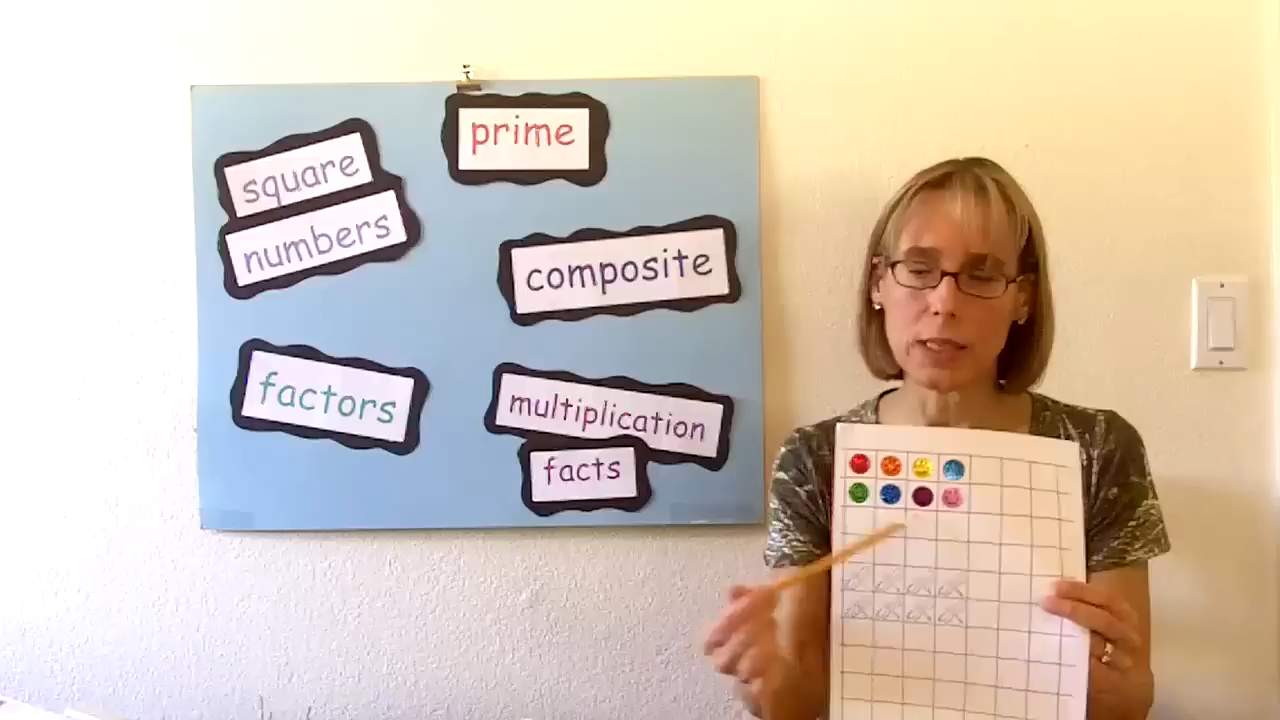 prime
square
numbers
composite
factors
multiplication
facts